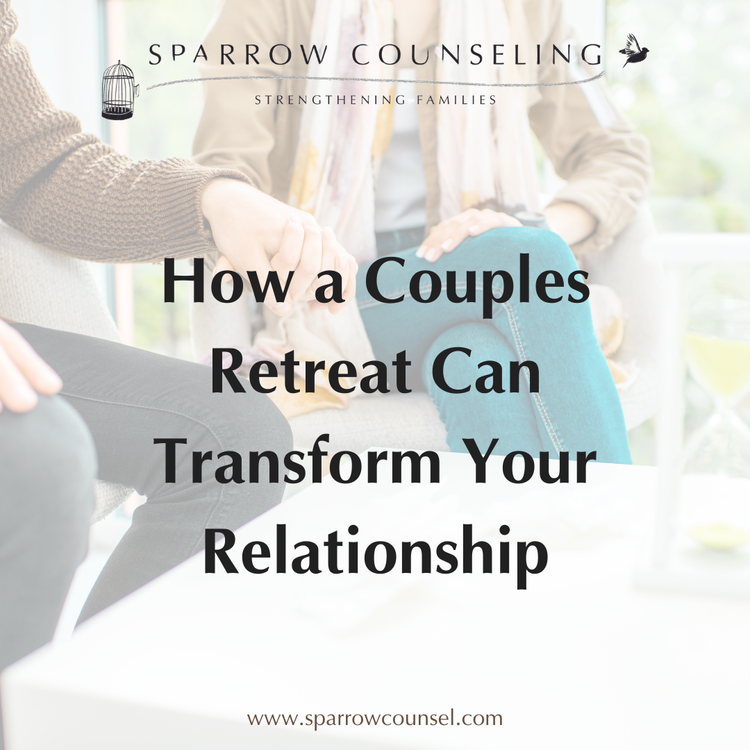 SPARROW COUNSELING
STRENGTHENING FAMILIES
How a Couples
Retreat Can
Transform Your
Relationship
www.sparrowcounsel.com